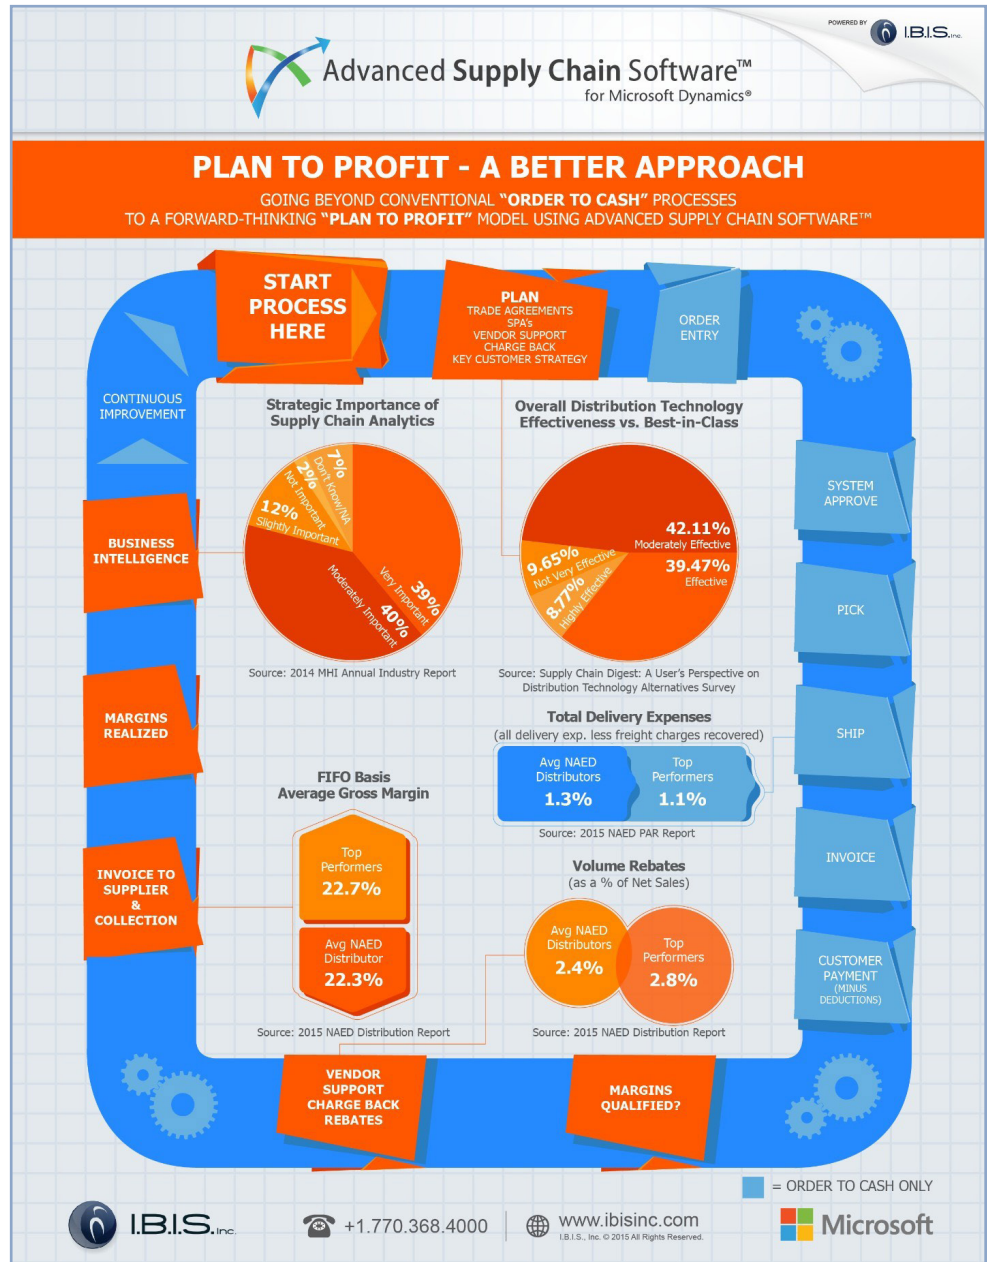 POWERED BY
I.B.I.S.Inc.
Advanced Supply Chain Software™
for Microsoft Dynamics®
PLAN TO PROFIT - A BETTER APPROACH
GOING BEYOND CONVENTIONAL “ORDER TO CASH” PROCESSES
TO A FORWARD-THINKING “PLAN TO PROFIT” MODEL USING ADVANCED SUPPLY CHAIN SOFTWARE™
START
PROCESS
HERE
PLAN
TRADE AGREEMENTS
SPA's
VENDOR SUPPORT
CHARGE BACK
KEY CUSTOMER STRATEGY
ORDER
ENTRY
CONTINUOUS
IMPROVEMENT
Strategic Importance of
Supply Chain Analytics
7%
Don't Know/NA
2%
Not Important
12%
Slightly Important
39%
Very Important
40%
Moderately Important
Source: 2014 MHI Annual Industry Report
Overall Distribution Technology
Effectiveness vs. Best-in-Class
42.11%
Moderately Effective
39.47%
Effective
9.65%
Not Very Effective
8.77%
Highly Effective
Source: Supply Chain Digest: A User's Perspective on
Distribution Technology Alternatives Survey
SYSTEM
APPROVE
BUSINESS
INTELLIGENCE
PICK
MARGINS
REALIZED
Total Delivery Expenses
(all delivery exp. less freight charges recovered)
Avg NAED
Distributors
1.3%
Top
Performers
1.1%
Source: 2015 NAED PAR Report
SHIP
FIFO Basis
Average Gross Margin
Top
Performers
22.7%
Avg NAED
Distributor
22.3%
Source: 2015 NAED Distribution Report
INVOICE
INVOICE TO
SUPPLIER
&
COLLECTION
Volume Rebates
(as a % of Net Sales)
Avg NAED
Distributors
2.4%
Top
Performers
2.8%
Source: 2015 NAED Distribution Report
CUSTOMER
PAYMENT
(MINUS
DEDUCTIONS)
VENDOR
SUPPORT
CHARGE BACK
REBATES
MARGINS
QUALIFIED?
= ORDER TO CASH ONLY
I.B.I.S.Inc.
+1.770.368.4000
www.ibisinc.com
I.B.I.S., Inc. © 2015 All Rights Reserved.
Microsoft